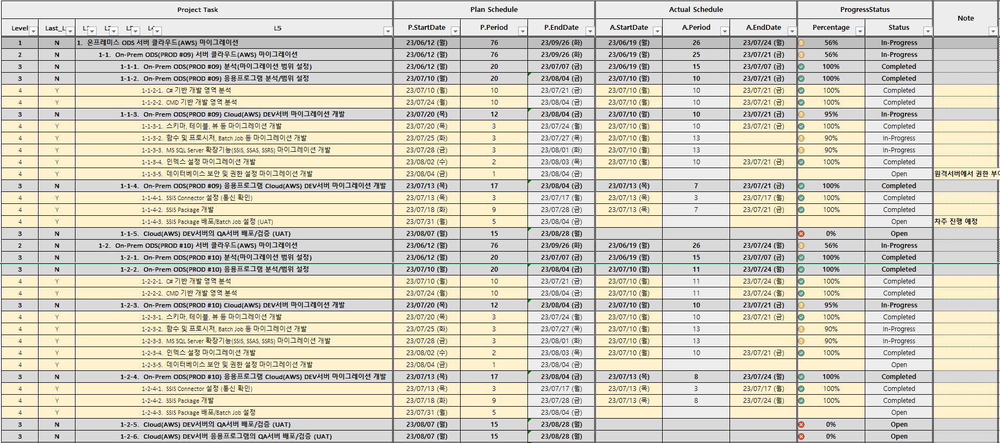 Project Task Plan Schedule Actual Schedule ProgressStatus Note
Level Last_L L1 L2 L3 L4 L5 P.StartDate P.Period P.EndDate A.StartDate A.Period A.EndDate Percentage Status
1 N 1. 온프레미스 ODS 서버 클라우드(AWS) 마이그레이션 23/06/12 (월) 76 23/09/26 (화) 23/06/19 (월) 26 23/07/24 (월) 56% In-Progress
2 N 1-1. On-Prem ODS(PROD #09) 서버 클라우드(AWS) 마이그레이션 23/06/12 (월) 76 23/09/26 (화) 23/06/19 (월) 25 23/07/21 (금) 56% In-Progress
3 N 1-1-1. On-Prem ODS(PROD #09) 분석(마이그레이션 범위 설정) 23/06/12 (월) 20 23/07/07 (금) 23/06/19 (월) 15 23/07/07 (금) 100% Completed
3 N 1-1-2. On-Prem ODS(PROD #09) 응용프로그램 분석/범위 설정 23/07/10 (월) 20 23/08/04 (금) 23/07/10 (월) 10 23/07/21 (금) 100% Completed
4 Y 1-1-2-1. C# 기반 개발 영역 분석 23/07/10 (월) 10 23/07/21 (금) 23/07/10 (월) 10 23/07/21 (금) 100% Completed
4 Y 1-1-2-2. CMD 기반 개발 영역 분석 23/07/24 (월) 10 23/08/04 (금) 23/07/10 (월) 10 23/07/21 (금) 100% Completed
3 N 1-1-3. On-Prem ODS(PROD #09) Cloud(AWS) DEV서버 마이그레이션 개발 23/07/20 (목) 12 23/08/04 (금) 23/07/10 (월) 10 23/07/21 (금) 95% In-Progress
4 Y 1-1-3-1. 스키마, 테이블, 뷰 등 마이그레이션 개발 23/07/20 (목) 3 23/07/24 (월) 23/07/10 (월) 10 23/07/21 (금) 100% Completed
4 Y 1-1-3-2. 함수 및 프로시저, Batch Job 등 마이그레이션 개발 23/07/25 (화) 3 23/07/27 (목) 23/07/10 (월) 13 90% In-Progress
4 Y 1-1-3-3. MS SQL Server 확장기능(SSIS, SSAS, SSRS) 마이그레이션 개발 23/07/28 (금) 3 23/08/01 (화) 23/07/10 (월) 13 90% In-Progress
4 Y 1-1-3-4. 인덱스 설정 마이그레이션 개발 23/08/02 (수) 2 23/08/03 (목) 23/07/10 (월) 10 23/07/21 (금) 100% Completed
4 Y 1-1-3-5. 데이터베이스 보안 및 권한 설정 마이그레이션 개발 23/08/04 (금) 1 23/08/04 (금) Open 원격서버에서 권한
3 N 1-1-4. On-Prem ODS(PROD #09) 응용프로그램 Cloud(AWS) DEV서버 마이그레이션 개발 23/07/13 (목) 17 23/08/04 (금) 23/07/13 (목) 7 23/07/21 (금) 100% Completed
4 Y 1-1-4-1. SSIS Connector 설정 (통신 확인) 23/07/13 (목) 3 23/07/17 (월) 23/07/13 (목) 3 23/07/17 (월) 100% Completed
4 Y 1-1-4-2. SSIS Package 개발 23/07/18 (화) 9 23/07/28 (금) 23/07/13 (목) 7 23/07/21 (금) 100% Completed
4 Y 1-1-4-3. SSIS Package 배포/Batch Job 설정 (UAT) 23/07/31 (월) 5 23/08/04 (금) Open 차주 진행 예정
3 N 1-1-5. Cloud(AWS) DEV서버의 QA서버 배포/검증 (UAT) 23/08/07 (월) 15 23/08/28 (월) 0% Open
2 N 1-2. On-Prem ODS(PROD #10) 서버 클라우드(AWS) 마이그레이션 23/06/12 (월) 76 23/09/26 (화) 23/06/19 (월) 26 23/07/24 (월) 56% In-Progress
3 N 1-2-1. On-Prem ODS(PROD #10) 분석(마이그레이션 범위 설정) 23/06/12 (월) 20 23/07/07 (금) 23/06/19 (월) 15 23/07/07 (금) 100% Completed
3 N 1-2-2. On-Prem ODS(PROD #10) 응용프로그램 분석/범위 설정 23/07/10 (월) 20 23/08/04 (금) 23/07/10 (월) 11 23/07/24 (월) 100% Completed
4 Y 1-2-2-1. C# 기반 개발 영역 분석 23/07/10 (월) 10 23/07/21 (금) 23/07/10 (월) 11 23/07/24 (월) 100% Completed
4 Y 1-2-2-2. CMD 기반 개발 영역 분석 23/07/24 (월) 10 23/08/04 (금) 23/07/10 (월) 11 23/07/24 (월) 100% Completed
3 N 1-2-3. On-Prem ODS(PROD #10) Cloud(AWS) DEV서버 마이그레이션 개발 23/07/20 (목) 12 23/08/04 (금) 23/07/10 (월) 10 23/07/21 (금) 95% In-Progress
4 Y 1-2-3-1. 스키마, 테이블, 뷰 등 마이그레이션 개발 23/07/20 (목) 3 23/07/24 (월) 23/07/10 (월) 10 23/07/21 (금) 100% Completed
4 Y 1-2-3-2. 함수 및 프로시저, Batch Job 등 마이그레이션 개발 23/07/25 (화) 3 23/07/27 (목) 23/07/10 (월) 13 90% In-Progress
4 Y 1-2-3-3. MS SQL Server 확장기능(SSIS, SSAS, SSRS) 마이그레이션 개발 23/07/28 (금) 3 23/08/01 (화) 23/07/10 (월) 13 90% In-Progress
4 Y 1-2-3-4. 인덱스 설정 마이그레이션 개발 23/08/02 (수) 2 23/08/03 (목) 23/07/10 (월) 10 23/07/21 (금) 100% Completed
4 Y 1-2-3-5. 데이터베이스 보안 및 권한 설정 마이그레이션 개발 23/08/04 (금) 1 23/08/04 (금) Open
3 N 1-2-4. On-Prem ODS(PROD #10) 응용프로그램 Cloud(AWS) DEV서버 마이그레이션 개발 23/07/13 (목) 17 23/08/04 (금) 23/07/13 (목) 8 23/07/24 (월) 100% Completed
4 Y 1-2-4-1. SSIS Connector 설정 (통신 확인) 23/07/13 (목) 3 23/07/17 (월) 23/07/13 (목) 3 23/07/17 (월) 100% Completed
4 Y 1-2-4-2. SSIS Package 개발 23/07/18 (화) 9 23/07/28 (금) 23/07/13 (목) 8 23/07/24 (월) 100% Completed
4 Y 1-2-4-3. SSIS Package 배포/Batch Job 설정 23/07/31 (월) 5 23/08/04 (금) Open
3 N 1-2-5. Cloud(AWS) DEV서버의 QA서버 배포/검증 (UAT) 23/08/07 (월) 15 23/08/28 (월) 0% Open
3 N 1-2-6. Cloud(AWS) DEV서버 응용프로그램의 QA서버 배포/검증 (UAT) 23/08/07 (월) 15 23/08/28 (월) 0% Open